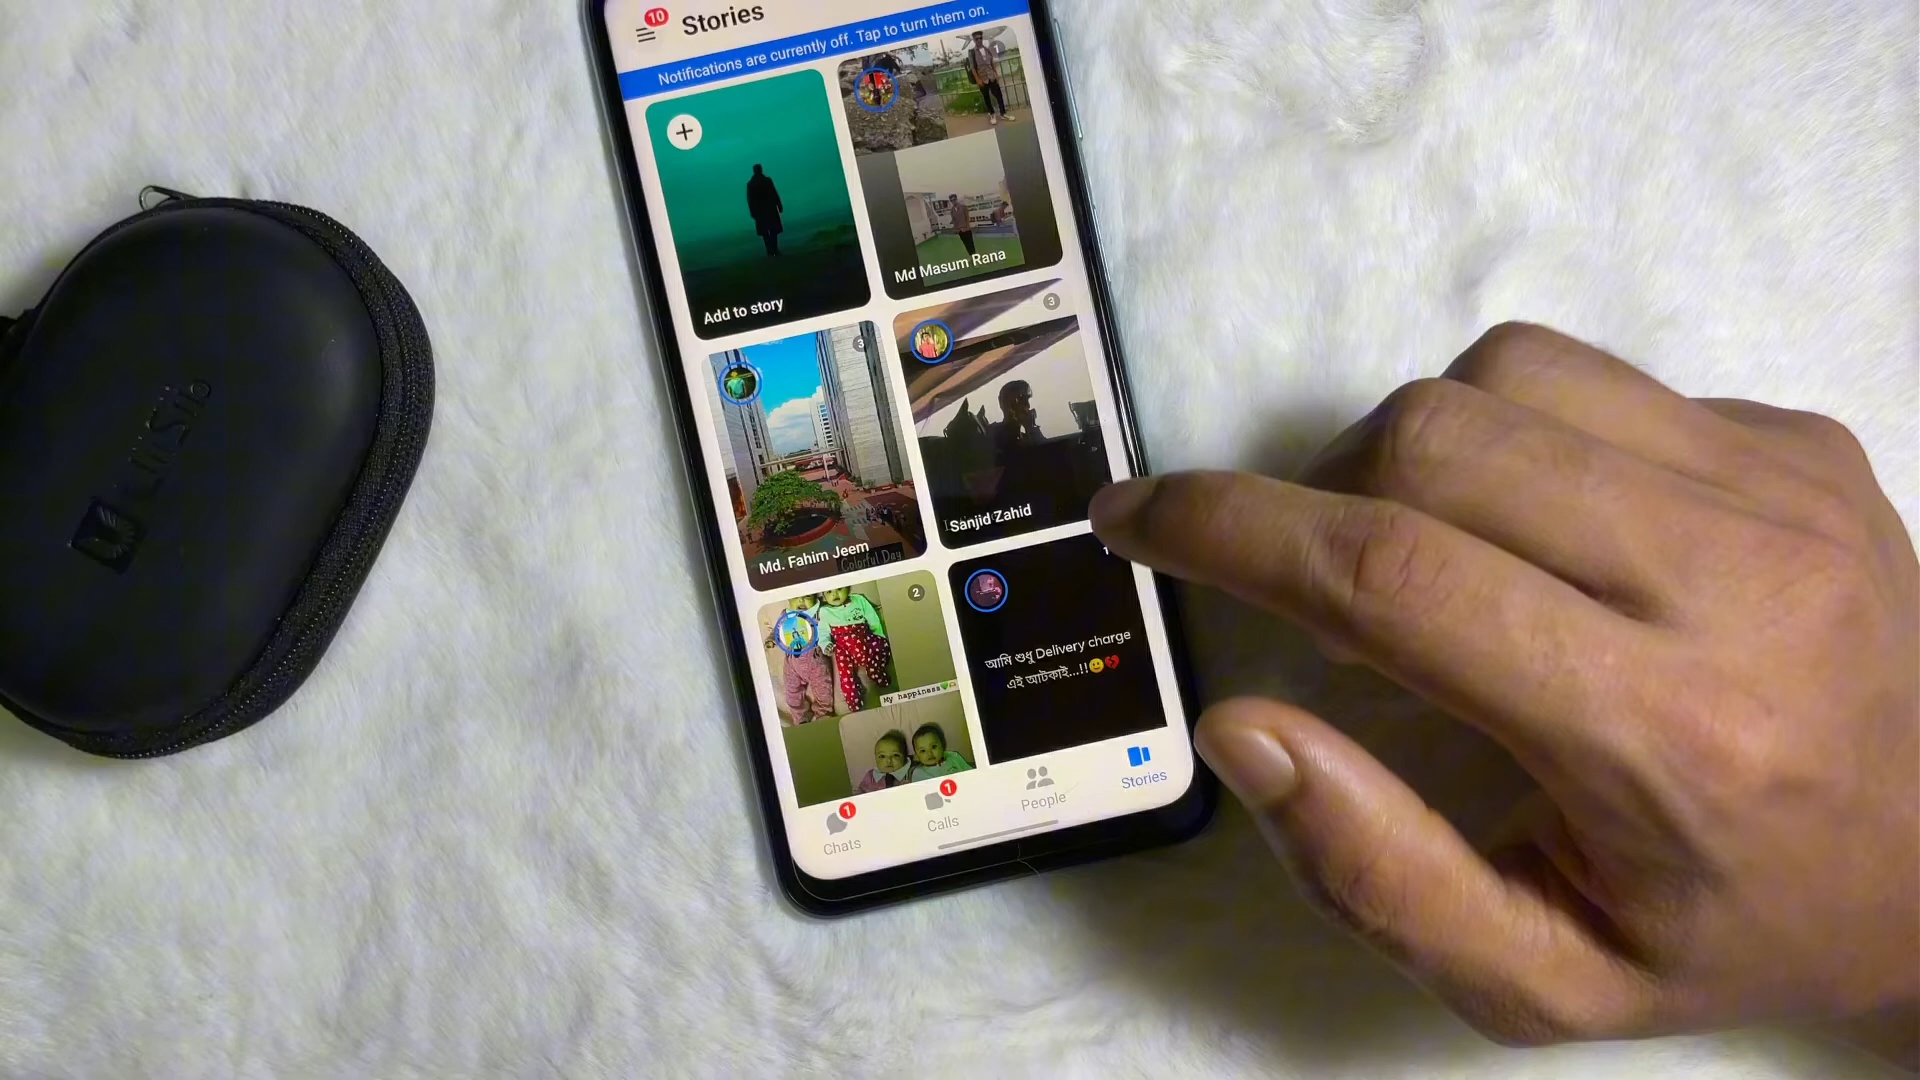 10
Stories
Notifications are currently off. Tap to turn them on.
1
Add to story
Md Masum Rana
3
3
Md. Fahim Jeem
Colorful Day
Sanjid Zahid
2
My happiness
1
আমি শুধু Delivery charge
এই আটকাই...!!🙂💔
1
Chats
1
Calls
People
Stories